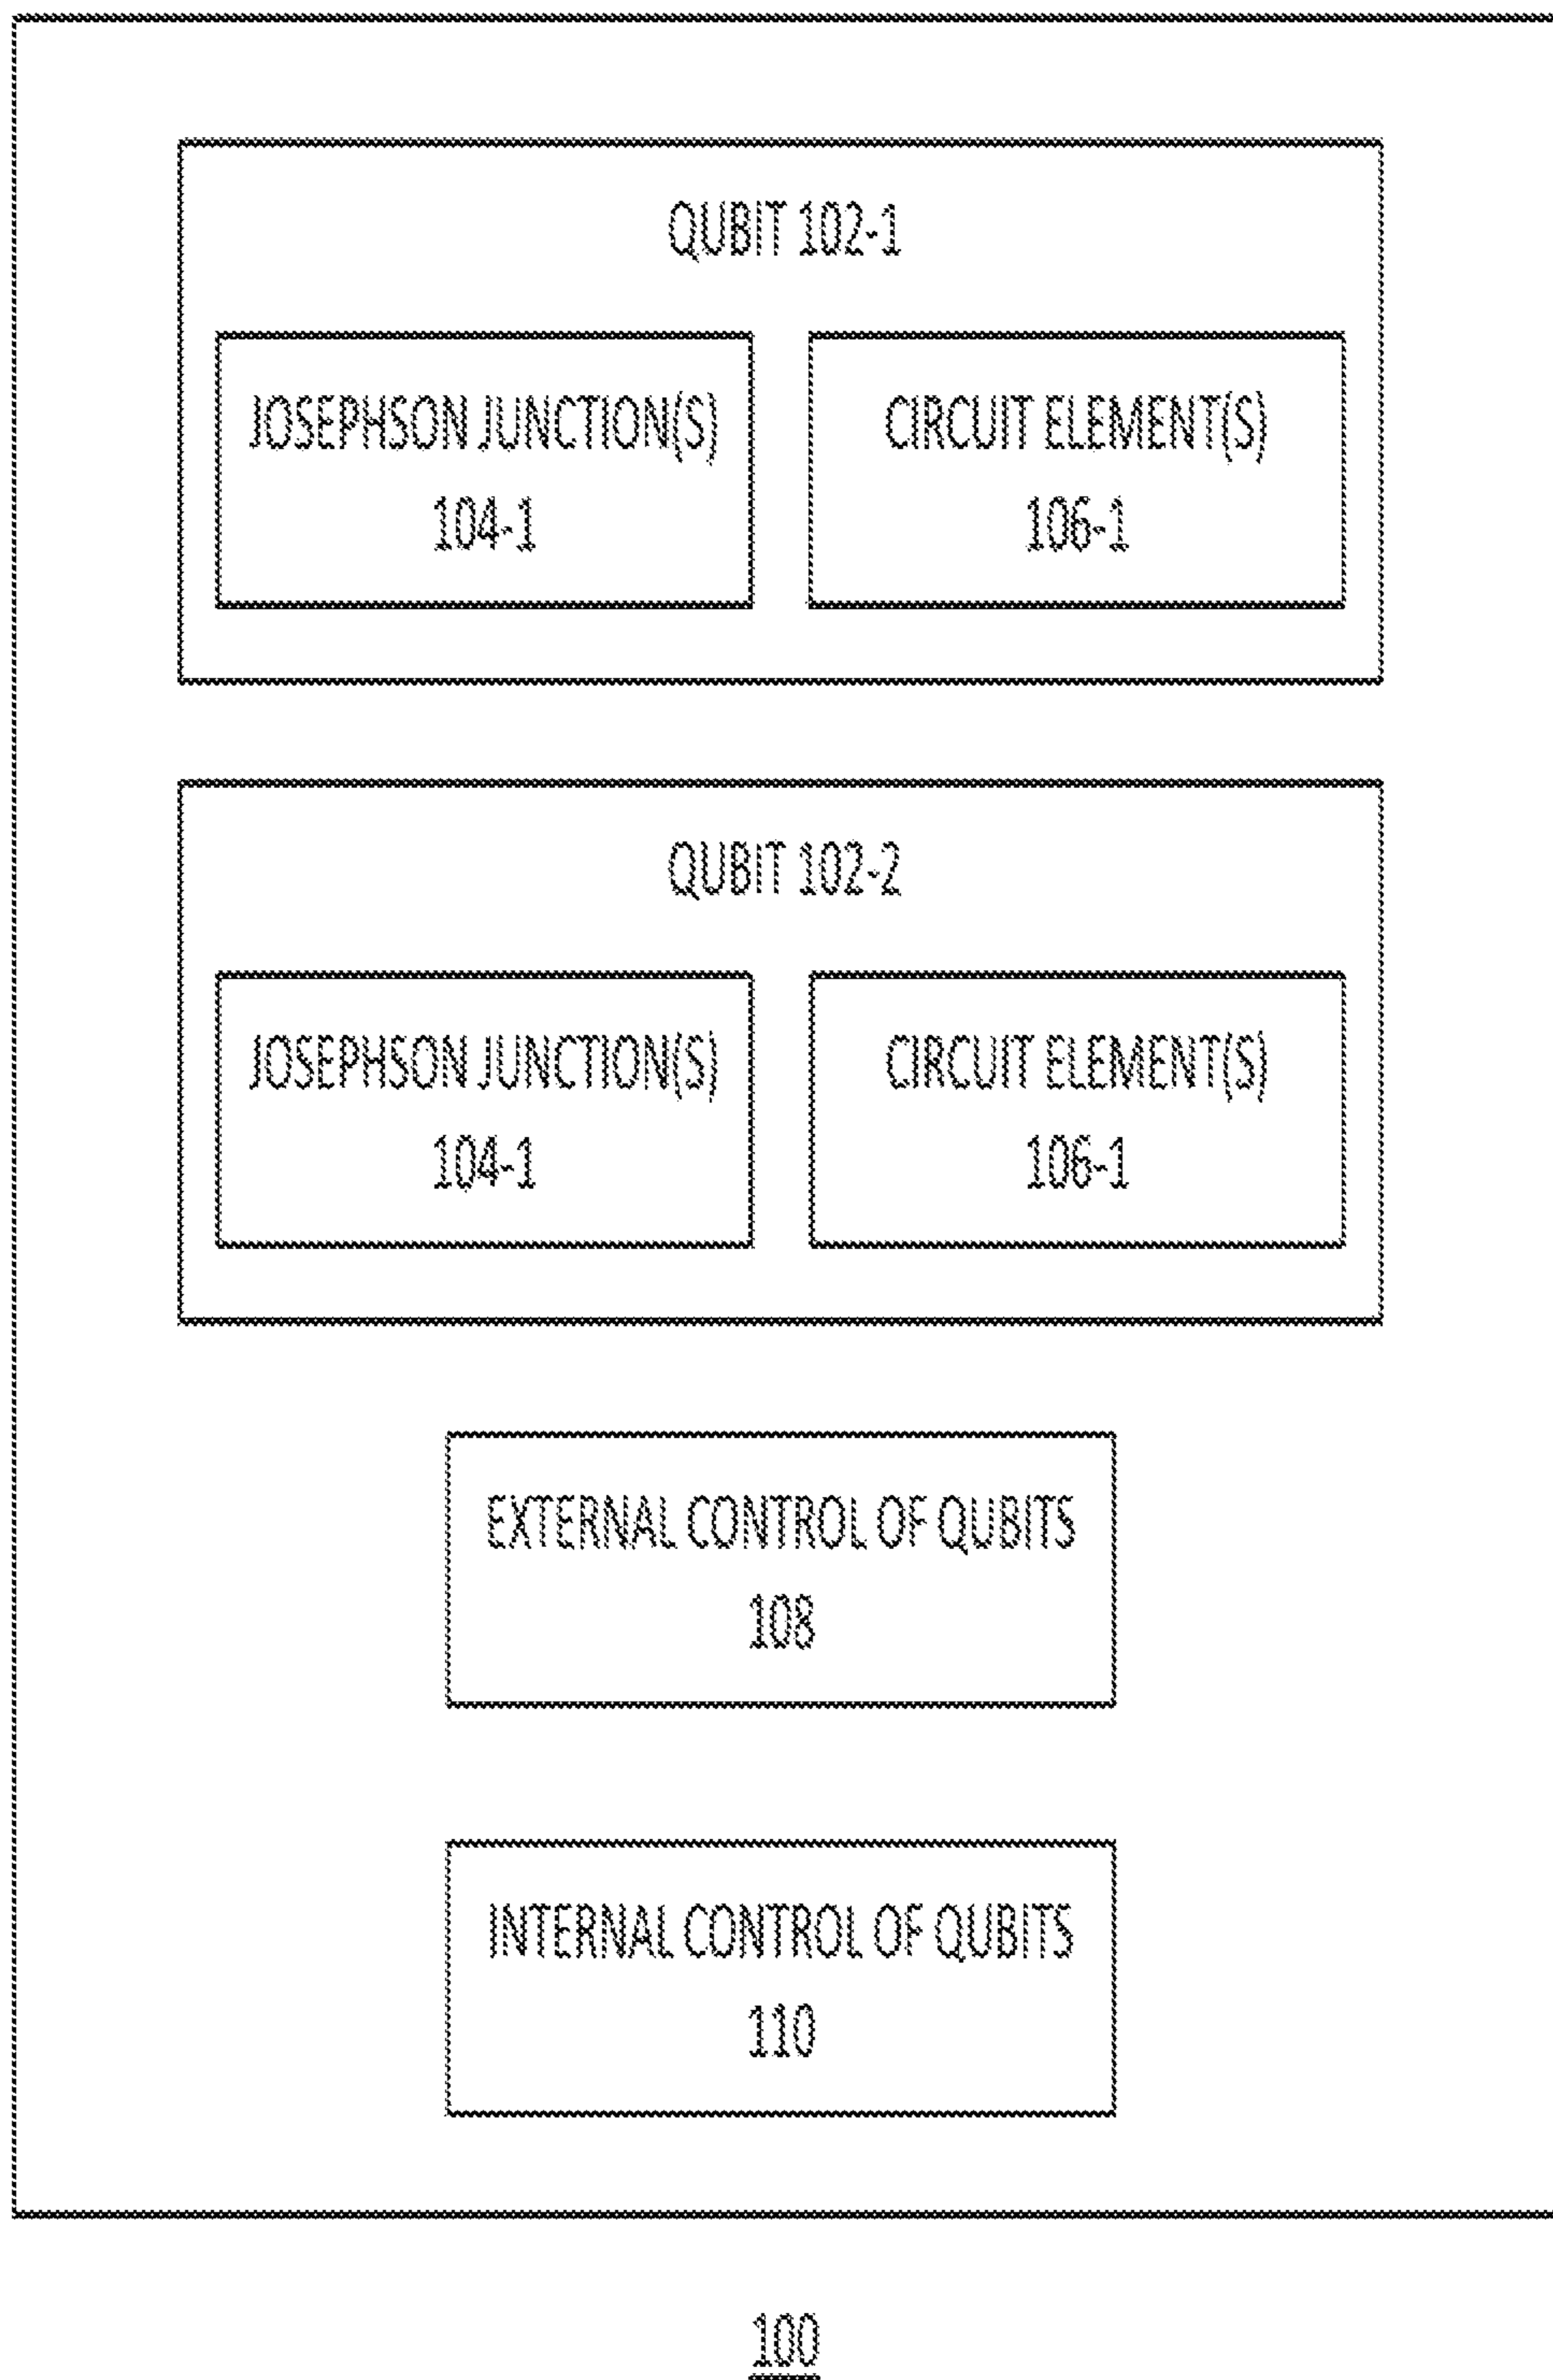 QUBIT 102-1
JOSEPHSON JUNCTION(S) CIRCUIT ELEMENT(S)
104-1 106-1
QUBIT 102-2
JOSEPHSON JUNCTION(S) CIRCUIT ELEMENT(S)
104-1 106-1
EXTERNAL CONTROL OF QUBITS
108
INTERNAL CONTROL OF QUBITS
110
100